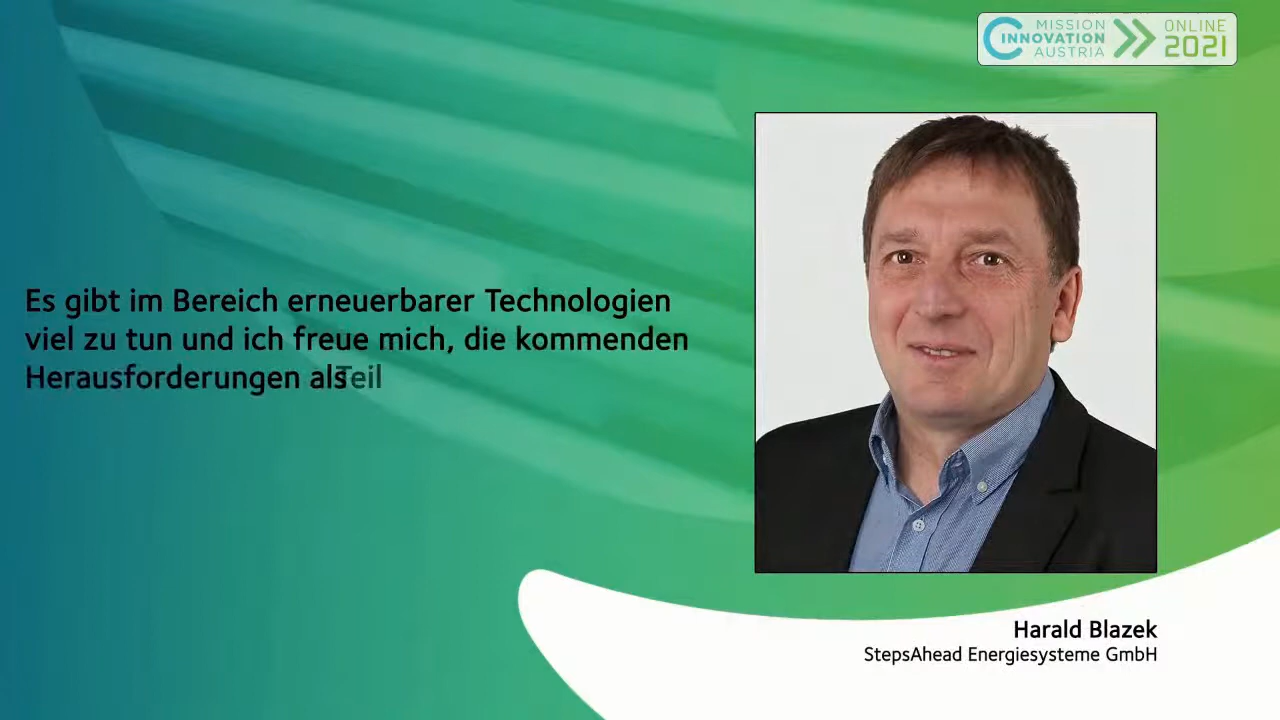 MISSION
INNOVATION
AUSTRIA
ONLINE
2021
Es gibt im Bereich erneuerbarer Technologien
viel zu tun und ich freue mich, die kommenden
Herausforderungen als Teil
Harald Blazek
StepsAhead Energiesysteme GmbH